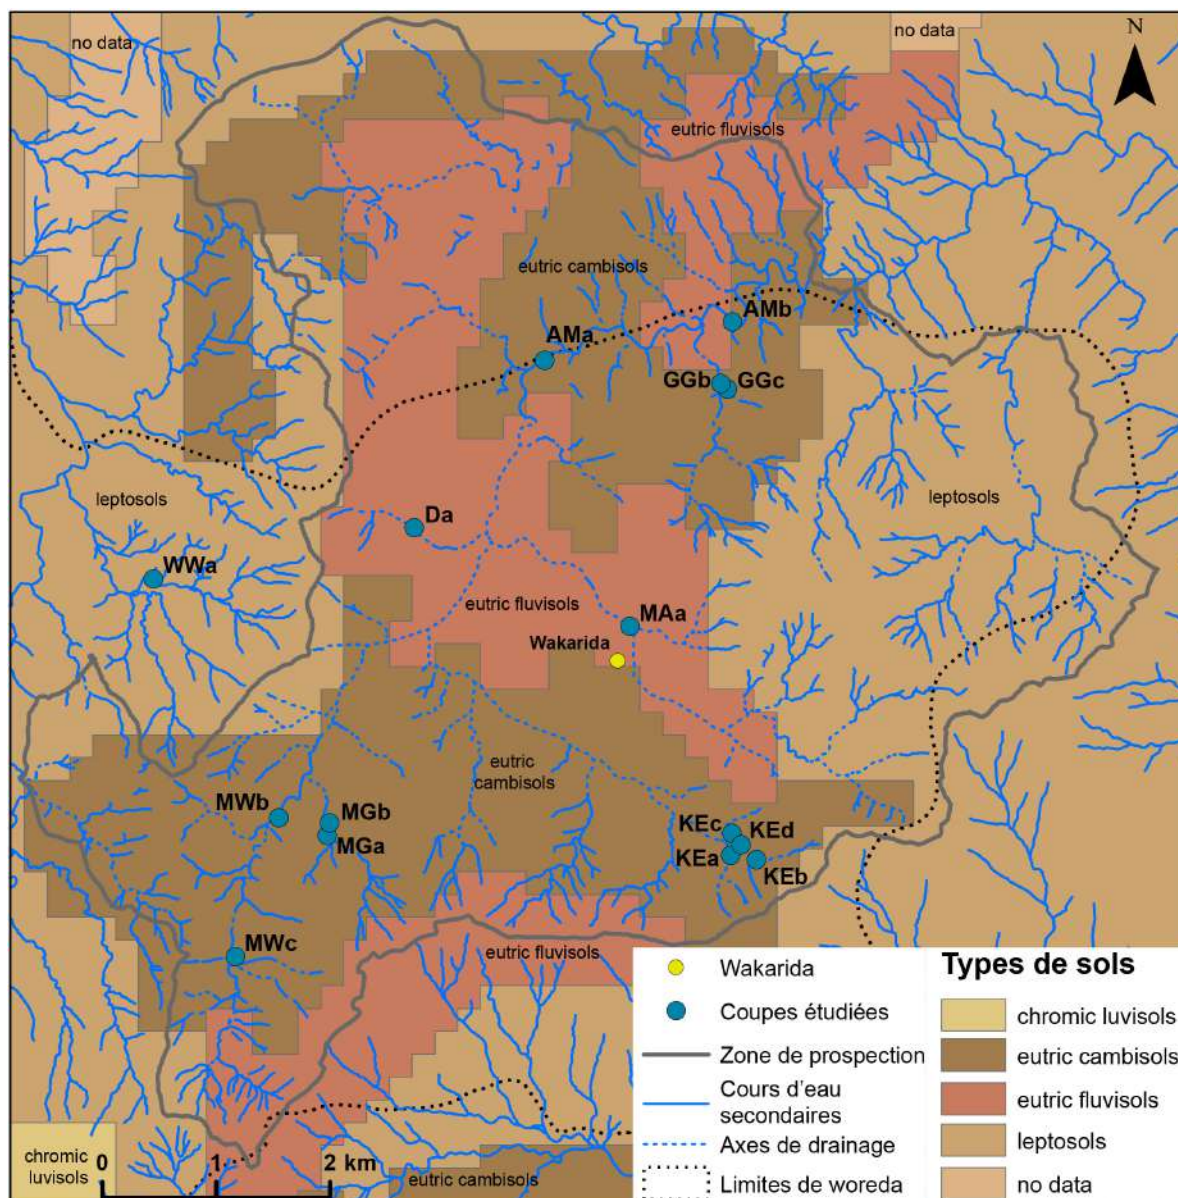 no data
no data
N
eutric fluvisols
eutric cambisols
AMb
AMa
GGb
GGc
leptosols
leptosols
Da
WWa
eutric fluvisols
MAa
Wakarida
eutric
cambisols
MWb
MGb
MGa
KEc
KEd
KEa
KEb
MWc
eutric fluvisols
chromic
luvisols
0
1
2 km
eutric cambisols
Wakarida
Coupes étudiées
Zone de prospection
Cours d'eau
secondaires
Axes de drainage
Limites de woreda
Types de sols
chromic luvisols
eutric cambisols
eutric fluvisols
leptosols
no data